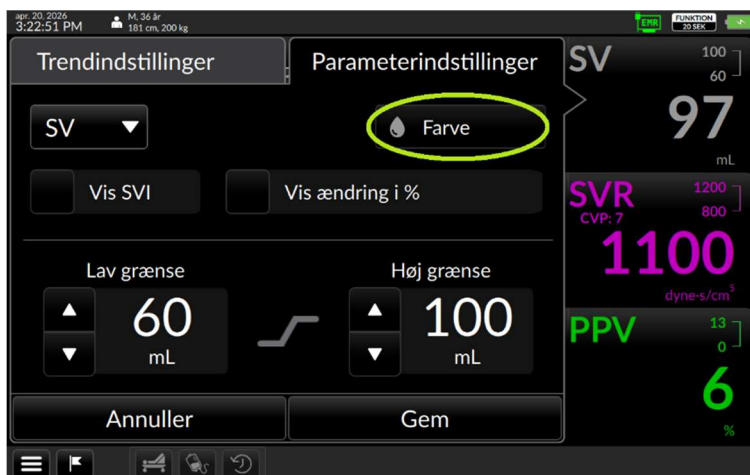 apr. 20, 2026
3:22:51 PM
M, 36 år
181 cm, 200 kg
EMR
FUNKTION
20 SEK
Trendindstillinger
Parameterindstillinger
SV
Farve
Vis SVI
Vis ændring i %
Lav grænse
Høj grænse
60
mL
100
mL
Annuller
Gem
SV
100
60
97
mL
SVR
CVP: 7
1200
800
1100
dyne-s/cm⁵
PPV
13
0
6
%